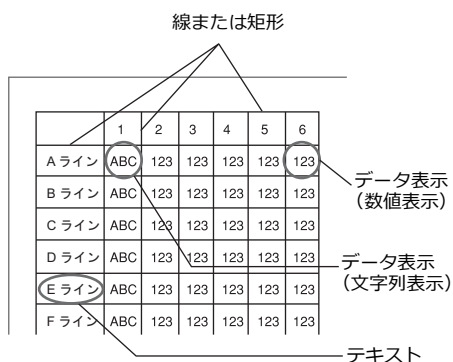 線または矩形
1 2 3 4 5 6
Aライン ABC 123 123 123 123 123
Bライン ABC 123 123 123 123 123
Cライン ABC 123 123 123 123 123
Dライン ABC 123 123 123 123 123
Eライン ABC 123 123 123 123 123
Fライン ABC 123 123 123 123 123
データ表示
（数値表示）
データ表示
（文字列表示）
テキスト